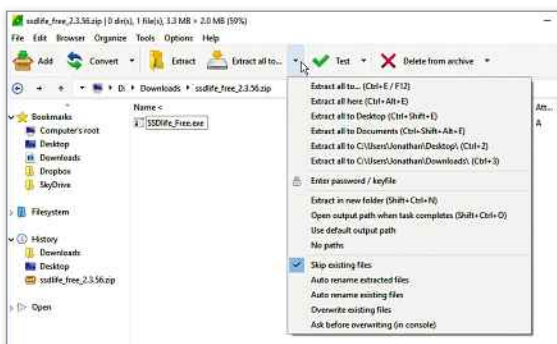 ssdlife_free_2.3.56.zip | 0 dir(s), 1 file(s), 3.3 MB > 2.0 MB (59%)
File Edit Browser Organize Tools Options Help
Add Convert Extract Extract all to... Test Delete from archive
D: Downloads ssdlife_free_2.3.56.zip
Bookmarks
Computer's root
Desktop
Downloads
Dropbox
SkyDrive
Filesystem
History
Downloads
Desktop
ssdlife_free_2.3.56.zip
Open
Name <
SSDlife_Free.exe
Att...
A
Extract all to... (Ctrl+E / F12)
Extract all here (Ctrl+Alt+E)
Extract all to Desktop (Ctrl+Shift+E)
Extract all to Documents (Ctrl+Shift+Alt+E)
Extract all to C:\Users\Jonathan\Desktop\ (Ctrl+2)
Extract all to C:\Users\Jonathan\Downloads\ (Ctrl+3)
Enter password / keyfile
Extract in new folder (Shift+Ctrl+N)
Open output path when task completes (Shift+Ctrl+O)
Use default output path
No paths
Skip existing files
Auto rename extracted files
Auto rename existing files
Overwrite existing files
Ask before overwriting (in console)